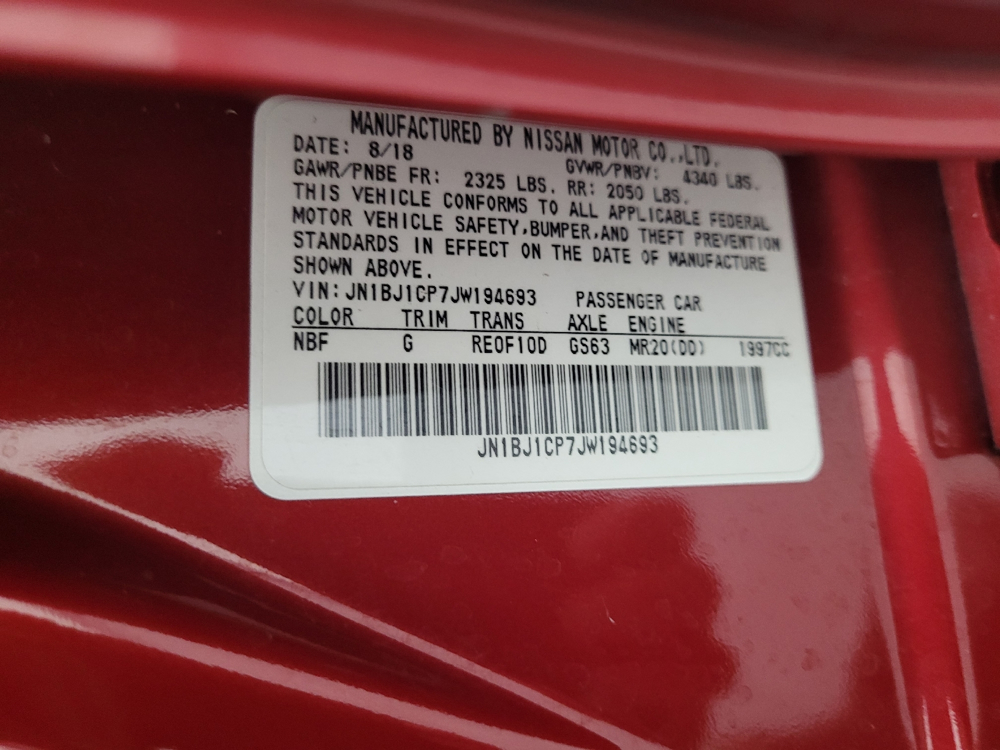 MANUFACTURED BY NISSAN MOTOR CO.,LTD.
DATE: 8/18 GVWR/PNBV: 4340 LBS.
GAWR/PNBE FR: 2325 LBS. RR: 2050 LBS.
THIS VEHICLE CONFORMS TO ALL APPLICABLE FEDERAL
MOTOR VEHICLE SAFETY,BUMPER,AND THEFT PREVENTION
STANDARDS IN EFFECT ON THE DATE OF MANUFACTURE
SHOWN ABOVE.
VIN: JN1BJ1CP7JW194693 PASSENGER CAR
COLOR TRIM TRANS AXLE ENGINE
NBF G RE0F10D GS63 MR20(DD) 1997CC
JN1BJ1CP7JW194693